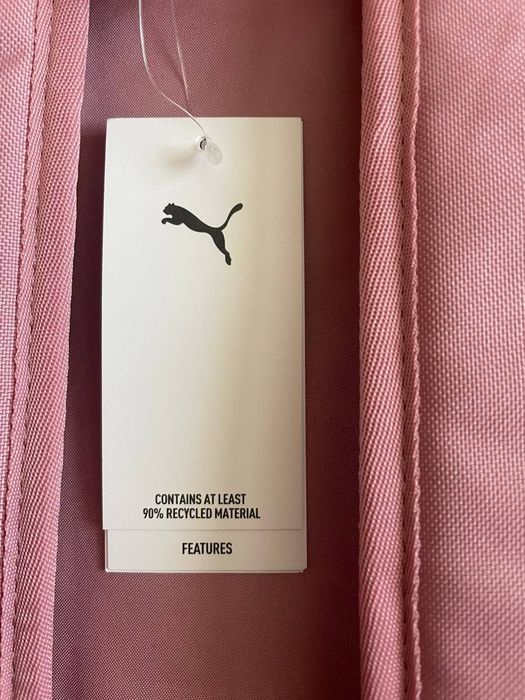 CONTAINS AT LEAST
90% RECYCLED MATERIAL
FEATURES